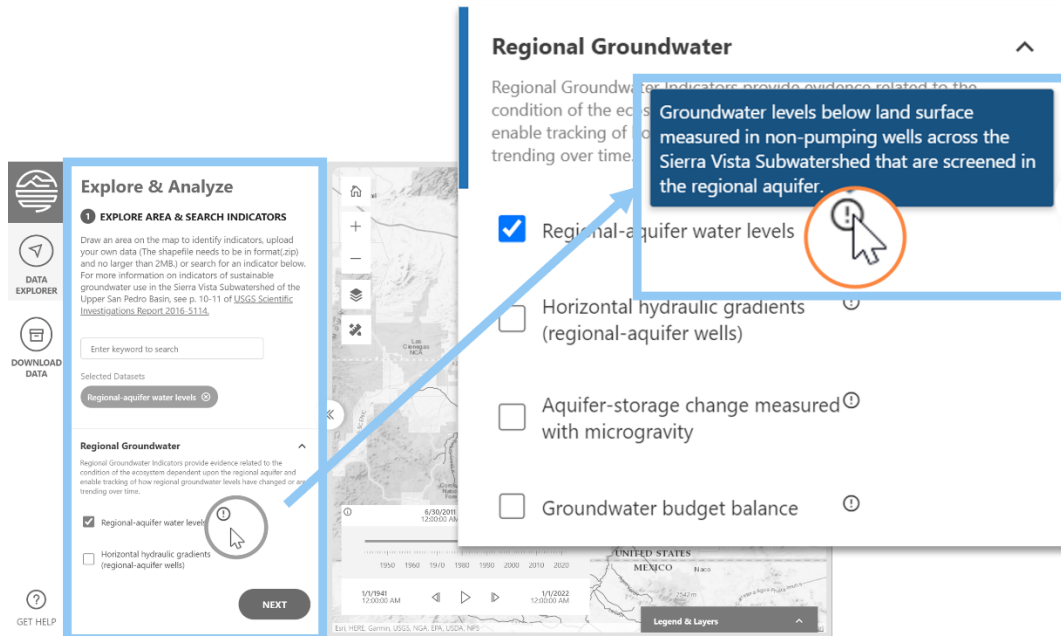 DATA
EXPLORER
DOWNLOAD
DATA
GET HELP
Explore & Analyze
1 EXPLORE AREA & SEARCH INDICATORS
Draw an area on the map to identify indicators, upload
your own data (The shapefile needs to be in format(.zip)
and no larger than 2MB.) or search for an indicator below.
For more information on indicators of sustainable
groundwater use in the Sierra Vista Subwatershed of the
Upper San Pedro Basin, see p. 10-11 of USGS Scientific
Investigations Report 2016-5114.
Enter keyword to search
Selected Datasets
Regional-aquifer water levels
Regional Groundwater
Regional Groundwater Indicators provide evidence related to the
condition of the ecosystem dependent upon the regional aquifer and
enable tracking of how regional groundwater levels have changed or are
trending over time.
Regional-aquifer water levels
Horizontal hydraulic gradients
(regional-aquifer wells)
NEXT
Las
Cienegas
NCA
6/30/2011
12:00:00 AM
1950 1960 1970 1980 1990 2000 2010 2020
1/1/1941
12:00:00 AM
1/1/2022
12:00:00 AM
Esri, HERE, Garmin, USGS, NGA, EPA, USDA, NPS
UNITED STATES
MEXICO
Naco
2542 m
Legend & Layers
Regional Groundwater
Regional Groundwater Indicators provide evidence related to the
condition of the ecos
enable tracking of
trending over time.
Groundwater levels below land surface
measured in non-pumping wells across the
Sierra Vista Subwatershed that are screened in
the regional aquifer.
Regional-aquifer water levels
Horizontal hydraulic gradients
(regional-aquifer wells)
Aquifer-storage change measured
with microgravity
Groundwater budget balance